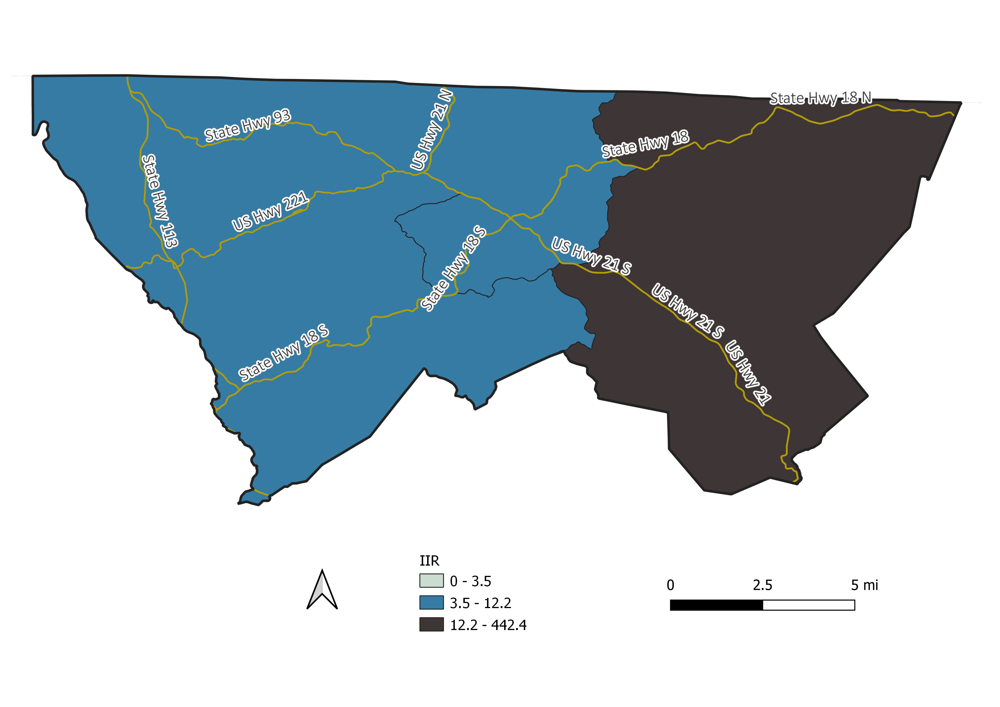 State Hwy 18 N
State Hwy 93
US Hwy 21 N
State Hwy 18
State Hwy 113
US Hwy 221
State Hwy 18 S
US Hwy 21 S
US Hwy 21 S
State Hwy 18 S
US Hwy 21
IIR
0 - 3.5
3.5 - 12.2
12.2 - 442.4
0 2.5 5 mi